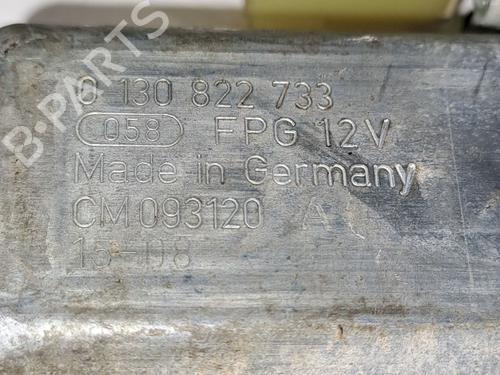 B-PARTS
0 130 822 733
058 FPG 12V
Made in Germany
CM093120 A
15-08